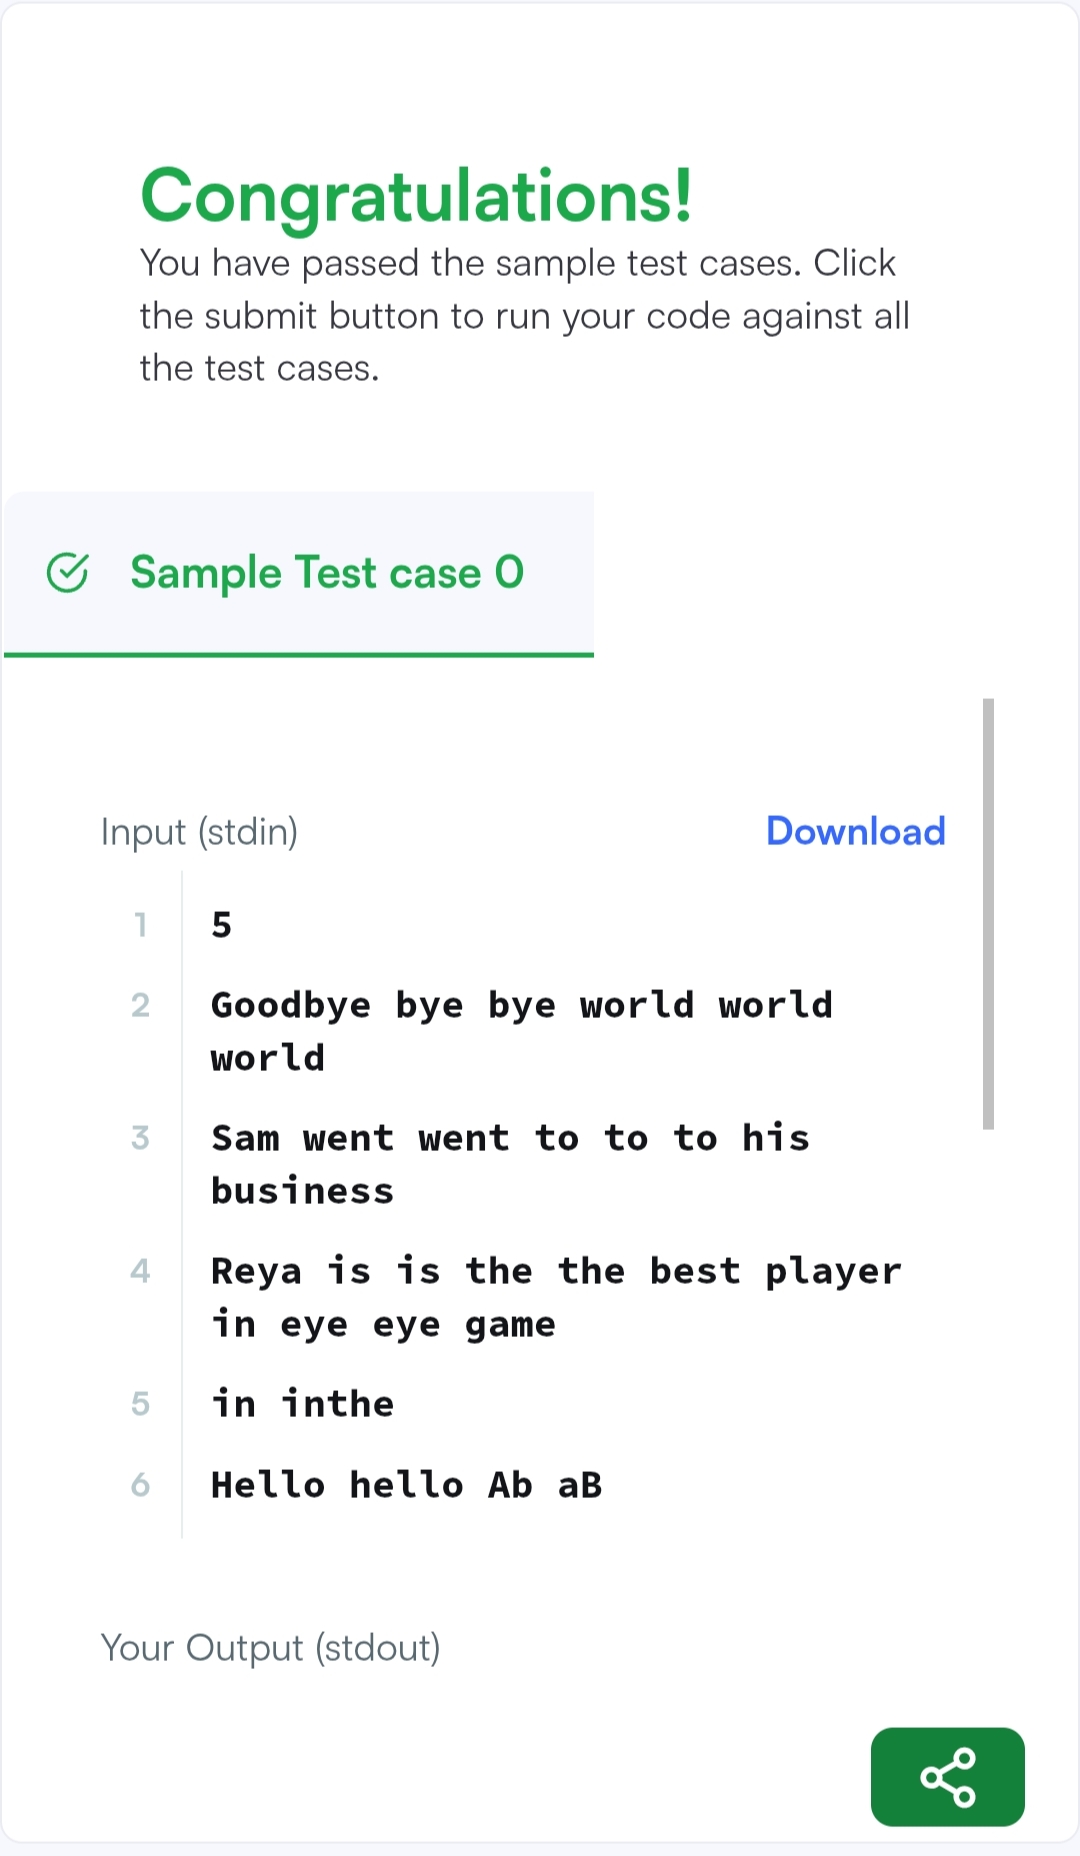 Congratulations!
You have passed the sample test cases. Click
the submit button to run your code against all
the test cases.
Sample Test case 0
Input (stdin)
Download
1 5
2 Goodbye bye bye world world
world
3 Sam went went to to to his
business
4 Reya is is the the best player
in eye eye game
5 in inthe
6 Hello hello Ab aB
Your Output (stdout)